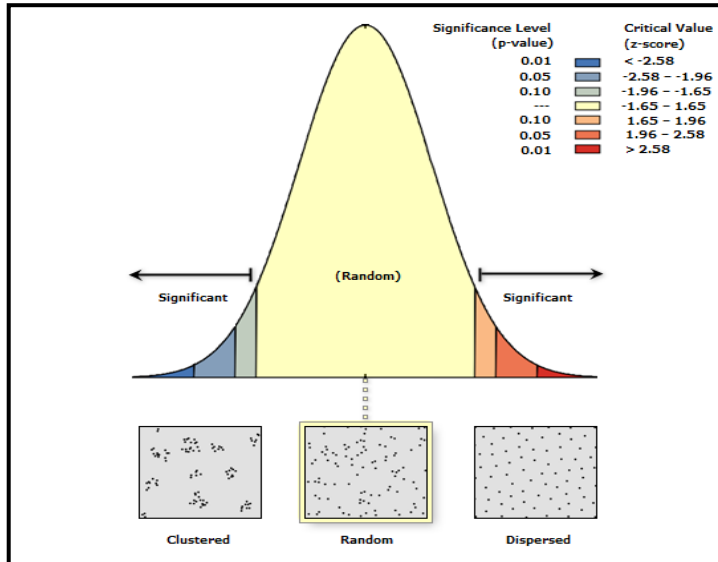 Significance Level Critical Value
(p-value) (z-score)
0.01 < -2.58
0.05 -2.58 – -1.96
0.10 -1.96 – -1.65
--- -1.65 – 1.65
0.10 1.65 – 1.96
0.05 1.96 – 2.58
0.01 > 2.58
(Random)
Significant Significant
Clustered Random Dispersed